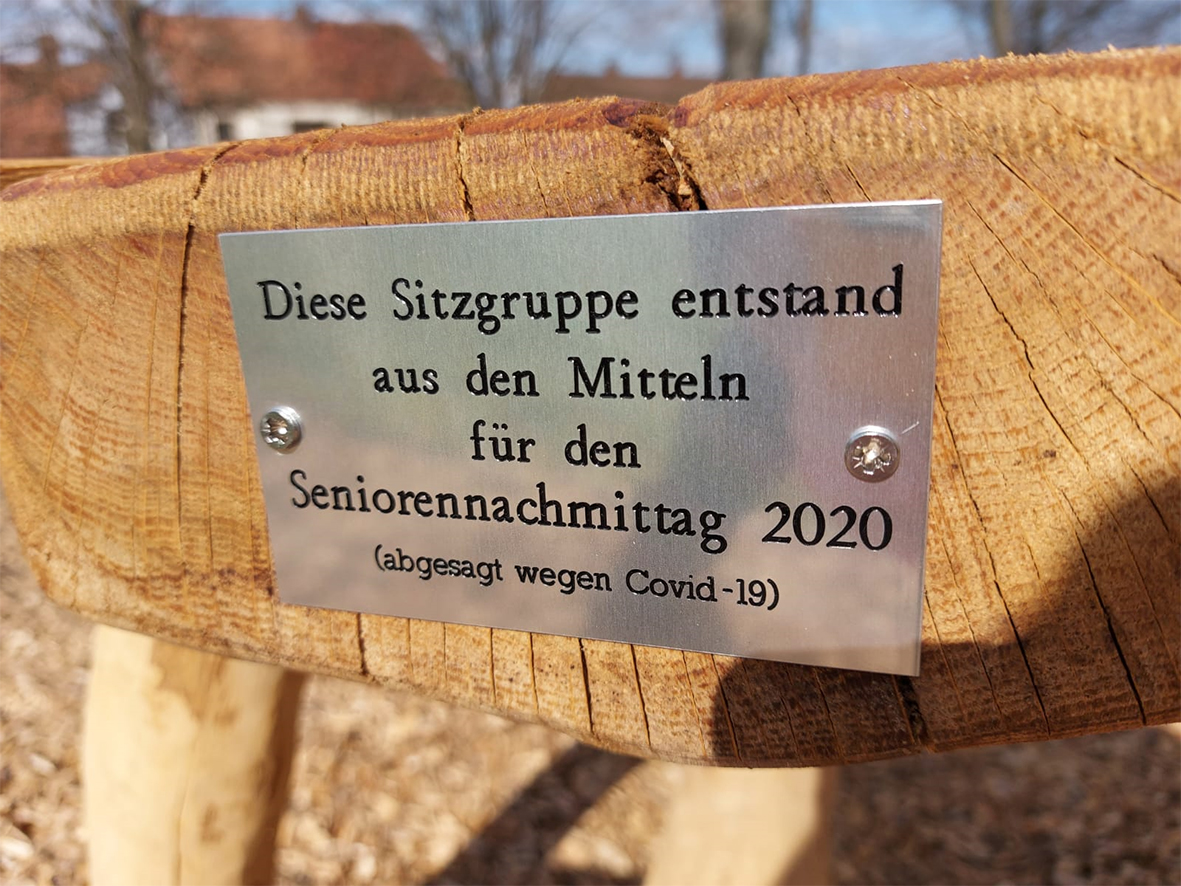 Diese Sitzgruppe entstand
aus den Mitteln
für den
Seniorennachmittag 2020
(abgesagt wegen Covid-19)